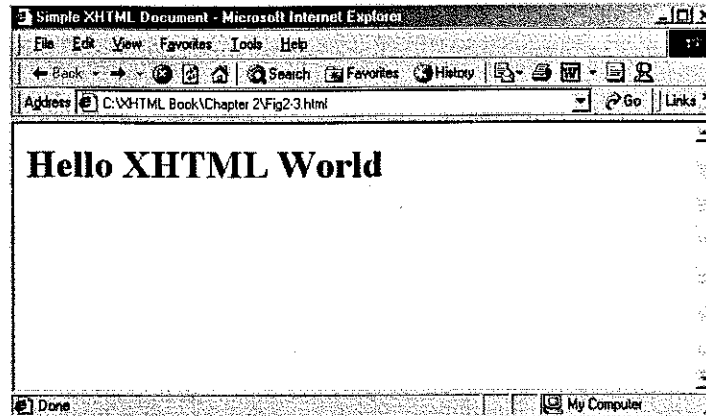 Simple XHTML Document - Microsoft Internet Explorer
File Edit View Favorites Tools Help
Back Search Favorites History
Address C:\XHTML Book\Chapter 2\Fig2-3.html Go Links
Hello XHTML World
Done My Computer